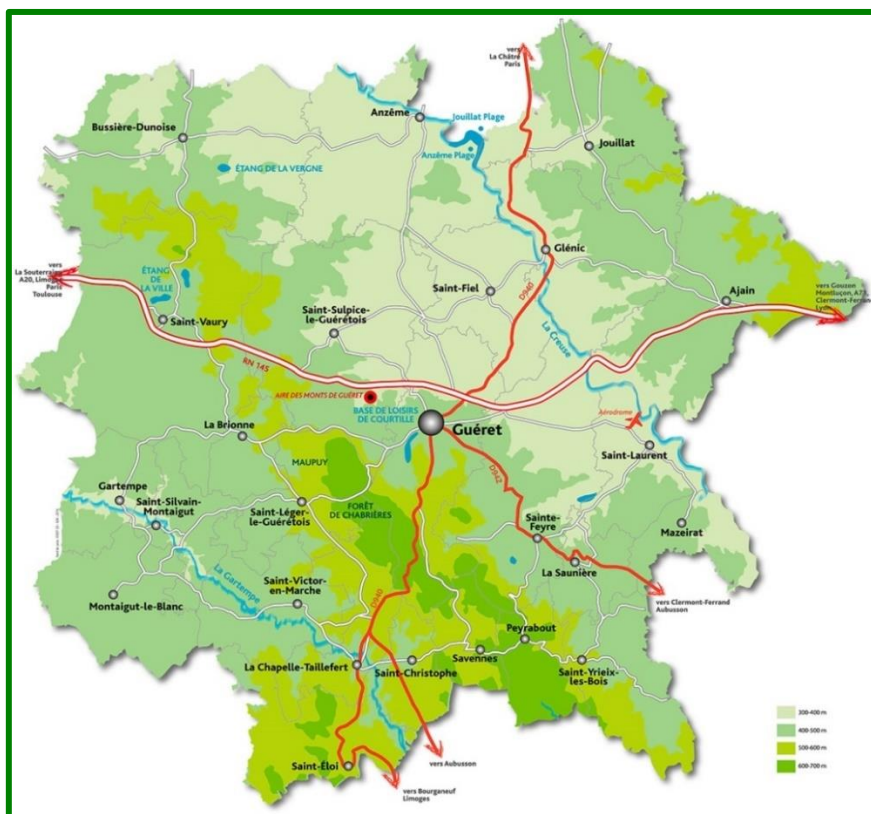 vers
La Châtre
Paris
Anzême
Jouillat Plage
Anzême Plage
Bussière-Dunoise
Jouillat
ÉTANG DE LA VERGNE
Glénic
vers
La Souterraine
A20, Limoges
Paris
Toulouse
ÉTANG
DE
LA VILLE
Saint-Fiel
D940
Ajain
vers Gouzon
Montluçon, A71,
Clermont-Ferrand
Lyon
Saint-Vaury
Saint-Sulpice-
le-Guérétois
La Creuse
RN 145
AIRE DES MONTS DE GUÉRET
BASE DE LOISIRS
DE COURTILLE
Guéret
Aérodrome
La Brionne
Saint-Laurent
MAUPUY
D942
Gartempe
Saint-Silvain-
Montaigut
Saint-Léger-
le-Guérétois
FORÊT
DE CHABRIÈRES
Sainte-
Feyre
Mazeirat
La Saunière
La Gartempe
Saint-Victor-
en-Marche
D940
Montaigut-le-Blanc
vers Clermont-Ferrand
Aubusson
Peyrabout
La Chapelle-Taillefert
Saint-Christophe
Savennes
Saint-Yrieix-
les-Bois
300-400 m
400-500 m
500-600 m
600-700 m
Saint-Éloi
vers Aubusson
vers Bourganeuf
Limoges